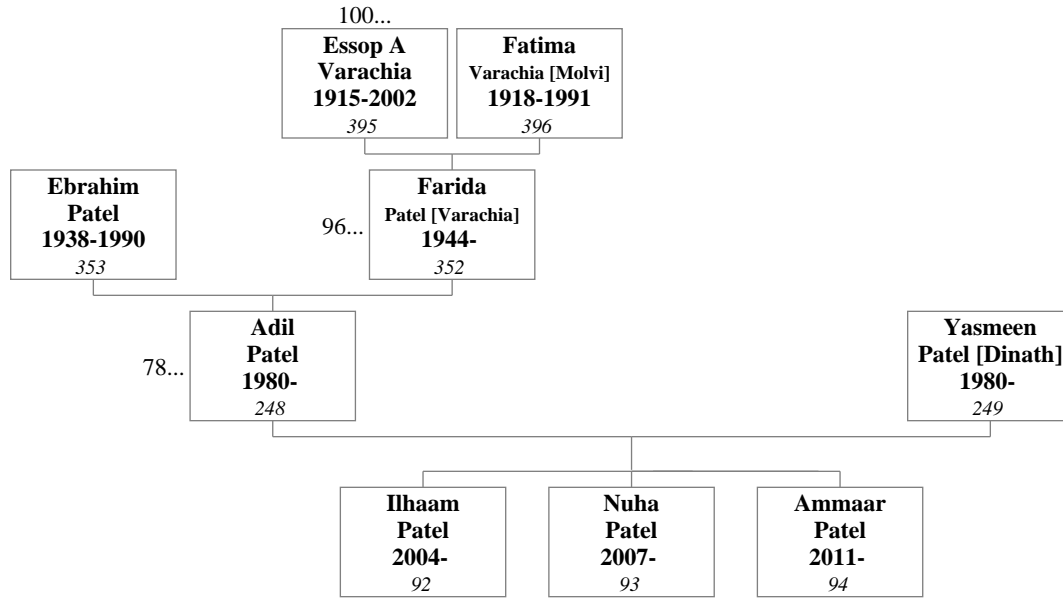 100...
Essop A
Varachia
1915-2002
395
Fatima
Varachia [Molvi]
1918-1991
396
Ebrahim
Patel
1938-1990
353
96...
Farida
Patel [Varachia]
1944-
352
78...
Adil
Patel
1980-
248
Yasmeen
Patel [Dinath]
1980-
249
Ilhaam
Patel
2004-
92
Nuha
Patel
2007-
93
Ammaar
Patel
2011-
94